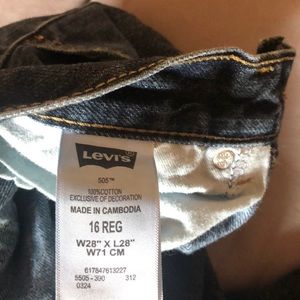 Levi's
505™
100%COTTON
EXCLUSIVE OF DECORATION
MADE IN CAMBODIA
16 REG
W28" X L28"
W71 CM
617847613227
5505-390 312
0324